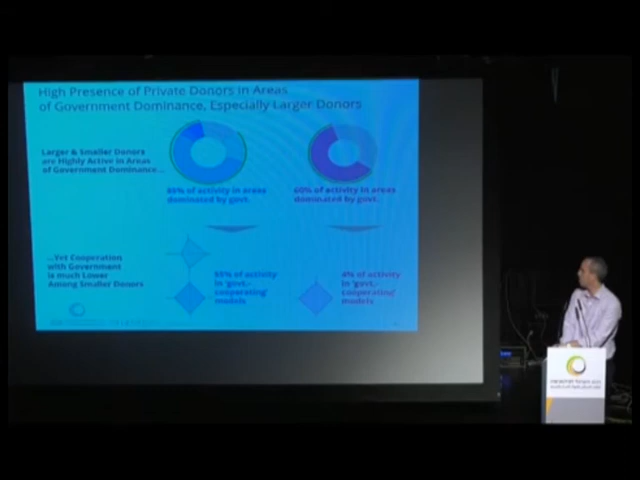 High Presence of Private Donors in Areas
of Government Dominance, Especially Larger Donors
Larger & Smaller Donors
are Highly Active in Areas
of Government Dominance...
of activity in areas
dominated by govt.
60% of activity in areas
dominated by govt.
...Yet Cooperation
with Government
is much Lower
Among Smaller Donors
of activity
in 'govt.-
cooperating'
models
4% of activity
in 'govt.-
cooperating'
models